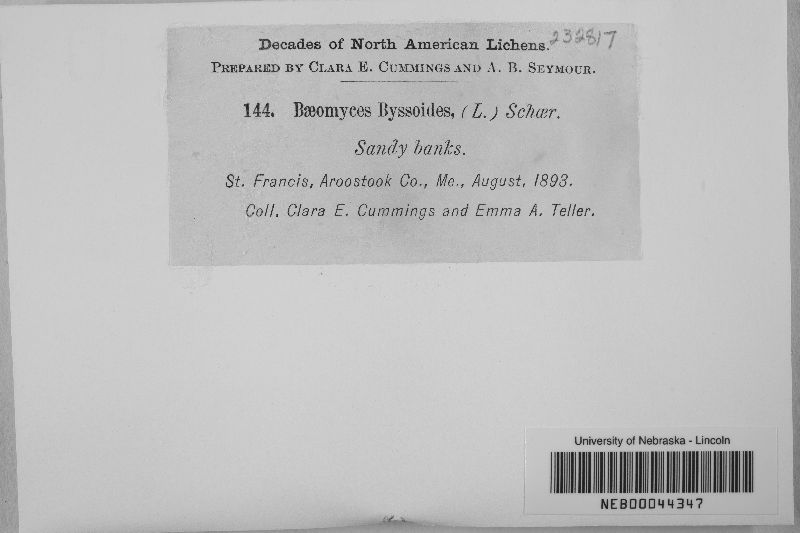 Decades of North American Lichens. 232817
PREPARED BY CLARA E. CUMMINGS AND A. B. SEYMOUR.
144. Bæomyces Byssoides, (L.) Schær.
Sandy banks.
St. Francis, Aroostook Co., Me., August, 1893.
Coll. Clara E. Cummings and Emma A. Teller.
University of Nebraska - Lincoln
NEB00044347